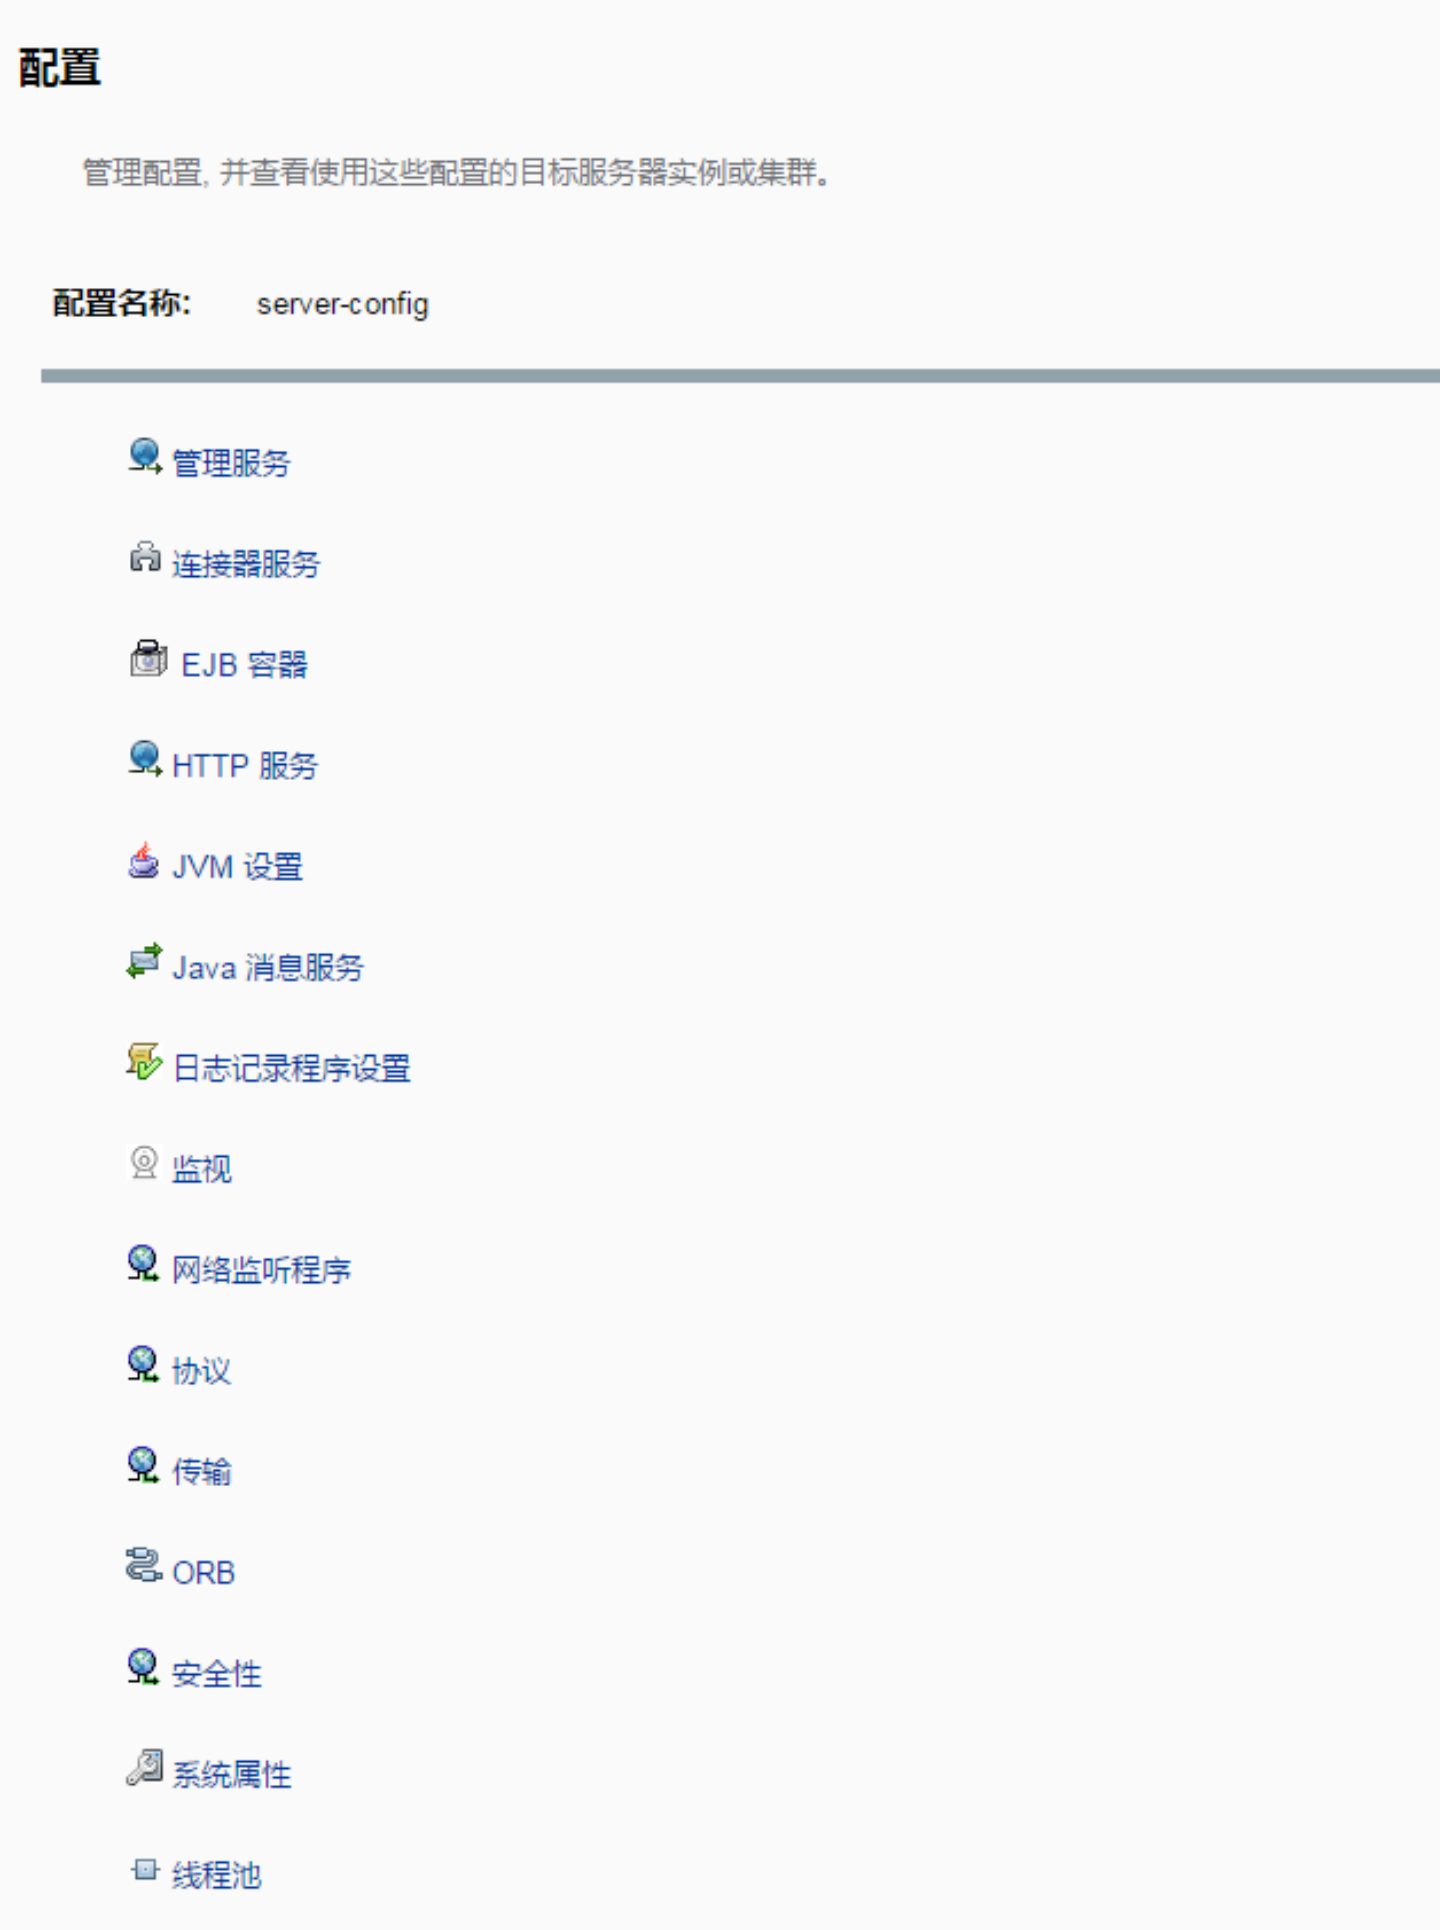 配置
管理配置, 并查看使用这些配置的目标服务器实例或集群。
配置名称: server-config
管理服务
连接器服务
EJB 容器
HTTP 服务
JVM 设置
Java 消息服务
日志记录程序设置
监视
网络监听程序
协议
传输
ORB
安全性
系统属性
线程池